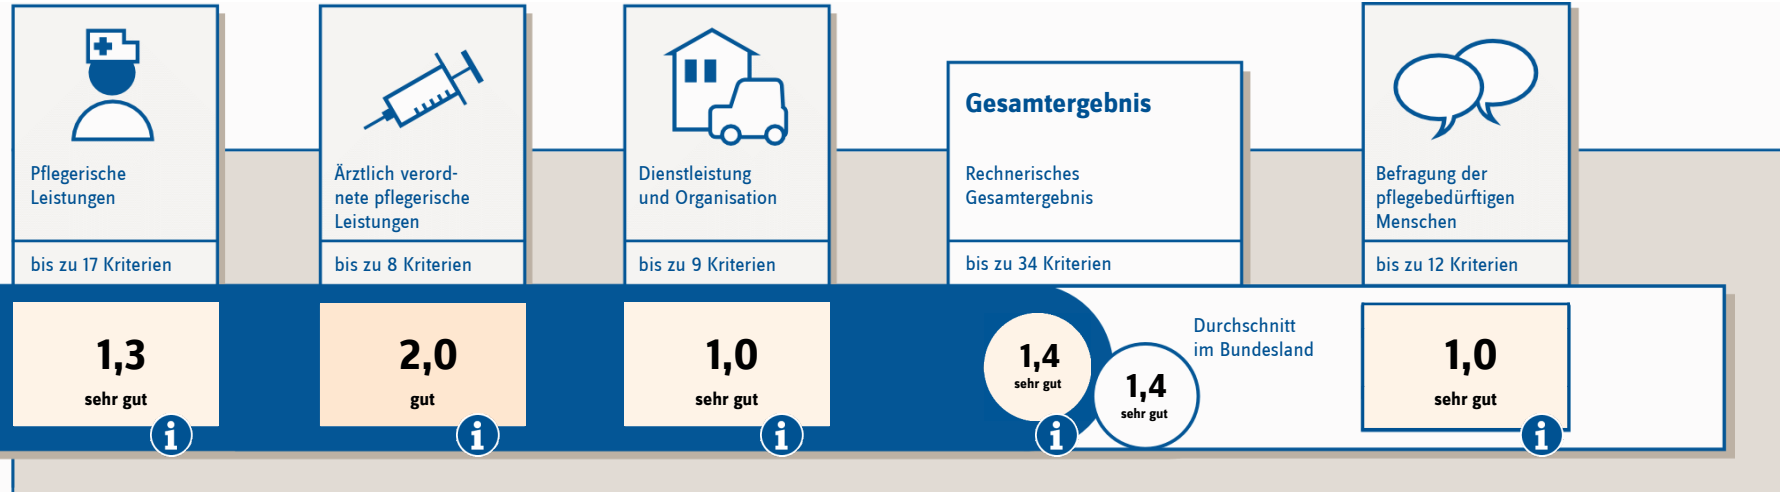 Pflegerische
Leistungen
bis zu 17 Kriterien
1,3
sehr gut
Ärztlich verord-
nete pflegerische
Leistungen
bis zu 8 Kriterien
2,0
gut
Dienstleistung
und Organisation
bis zu 9 Kriterien
1,0
sehr gut
Gesamtergebnis
Rechnerisches
Gesamtergebnis
bis zu 34 Kriterien
1,4
sehr gut
Durchschnitt
im Bundesland
1,4
sehr gut
Befragung der
pflegebedürftigen
Menschen
bis zu 12 Kriterien
1,0
sehr gut